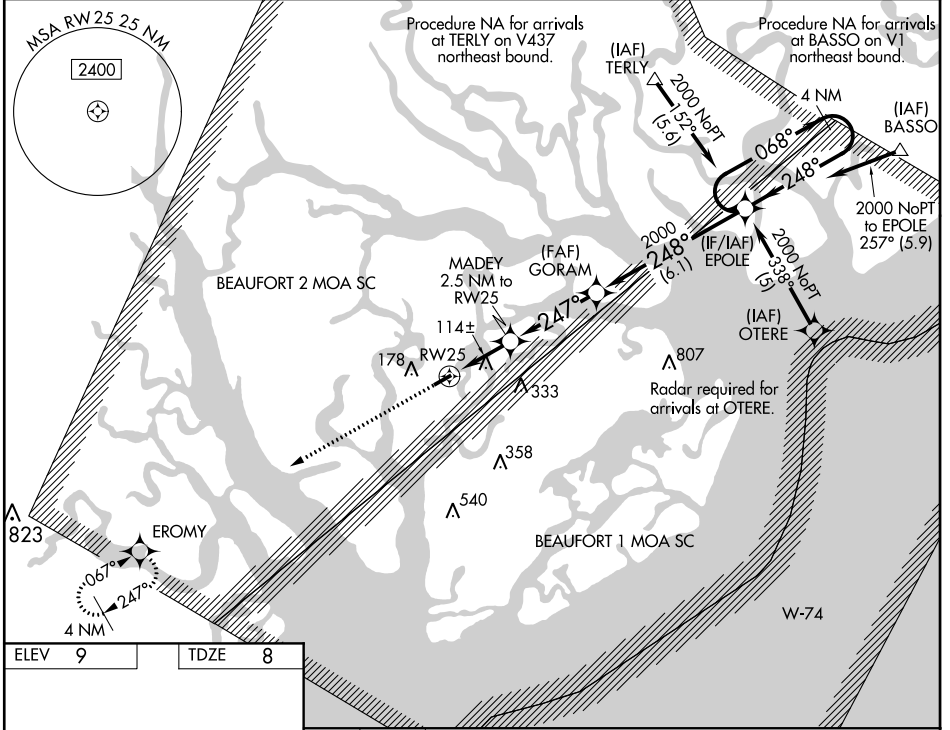 MSA RW 25 25 NM
2400
Procedure NA for arrivals
at TERLY on V437
northeast bound.
Procedure NA for arrivals
at BASSO on V1
northeast bound.
(IAF)
TERLY
2000 NoPT
152°
(5.6)
4 NM
(IAF)
BASSO
068°
248°
2000 NoPT
to EPOLE
257° (5.9)
(IF/IAF)
EPOLE
2000
248°
(6.1)
2000 NoPT
338°
(5)
(IAF)
OTERE
(FAF)
GORAM
BEAUFORT 2 MOA SC
MADEY
2.5 NM to
RW25
247°
114±
178
RW25
333
807
Radar required for
arrivals at OTERE.
358
540
823
EROMY
067°
247°
4 NM
BEAUFORT 1 MOA SC
W-74
ELEV 9
TDZE 8